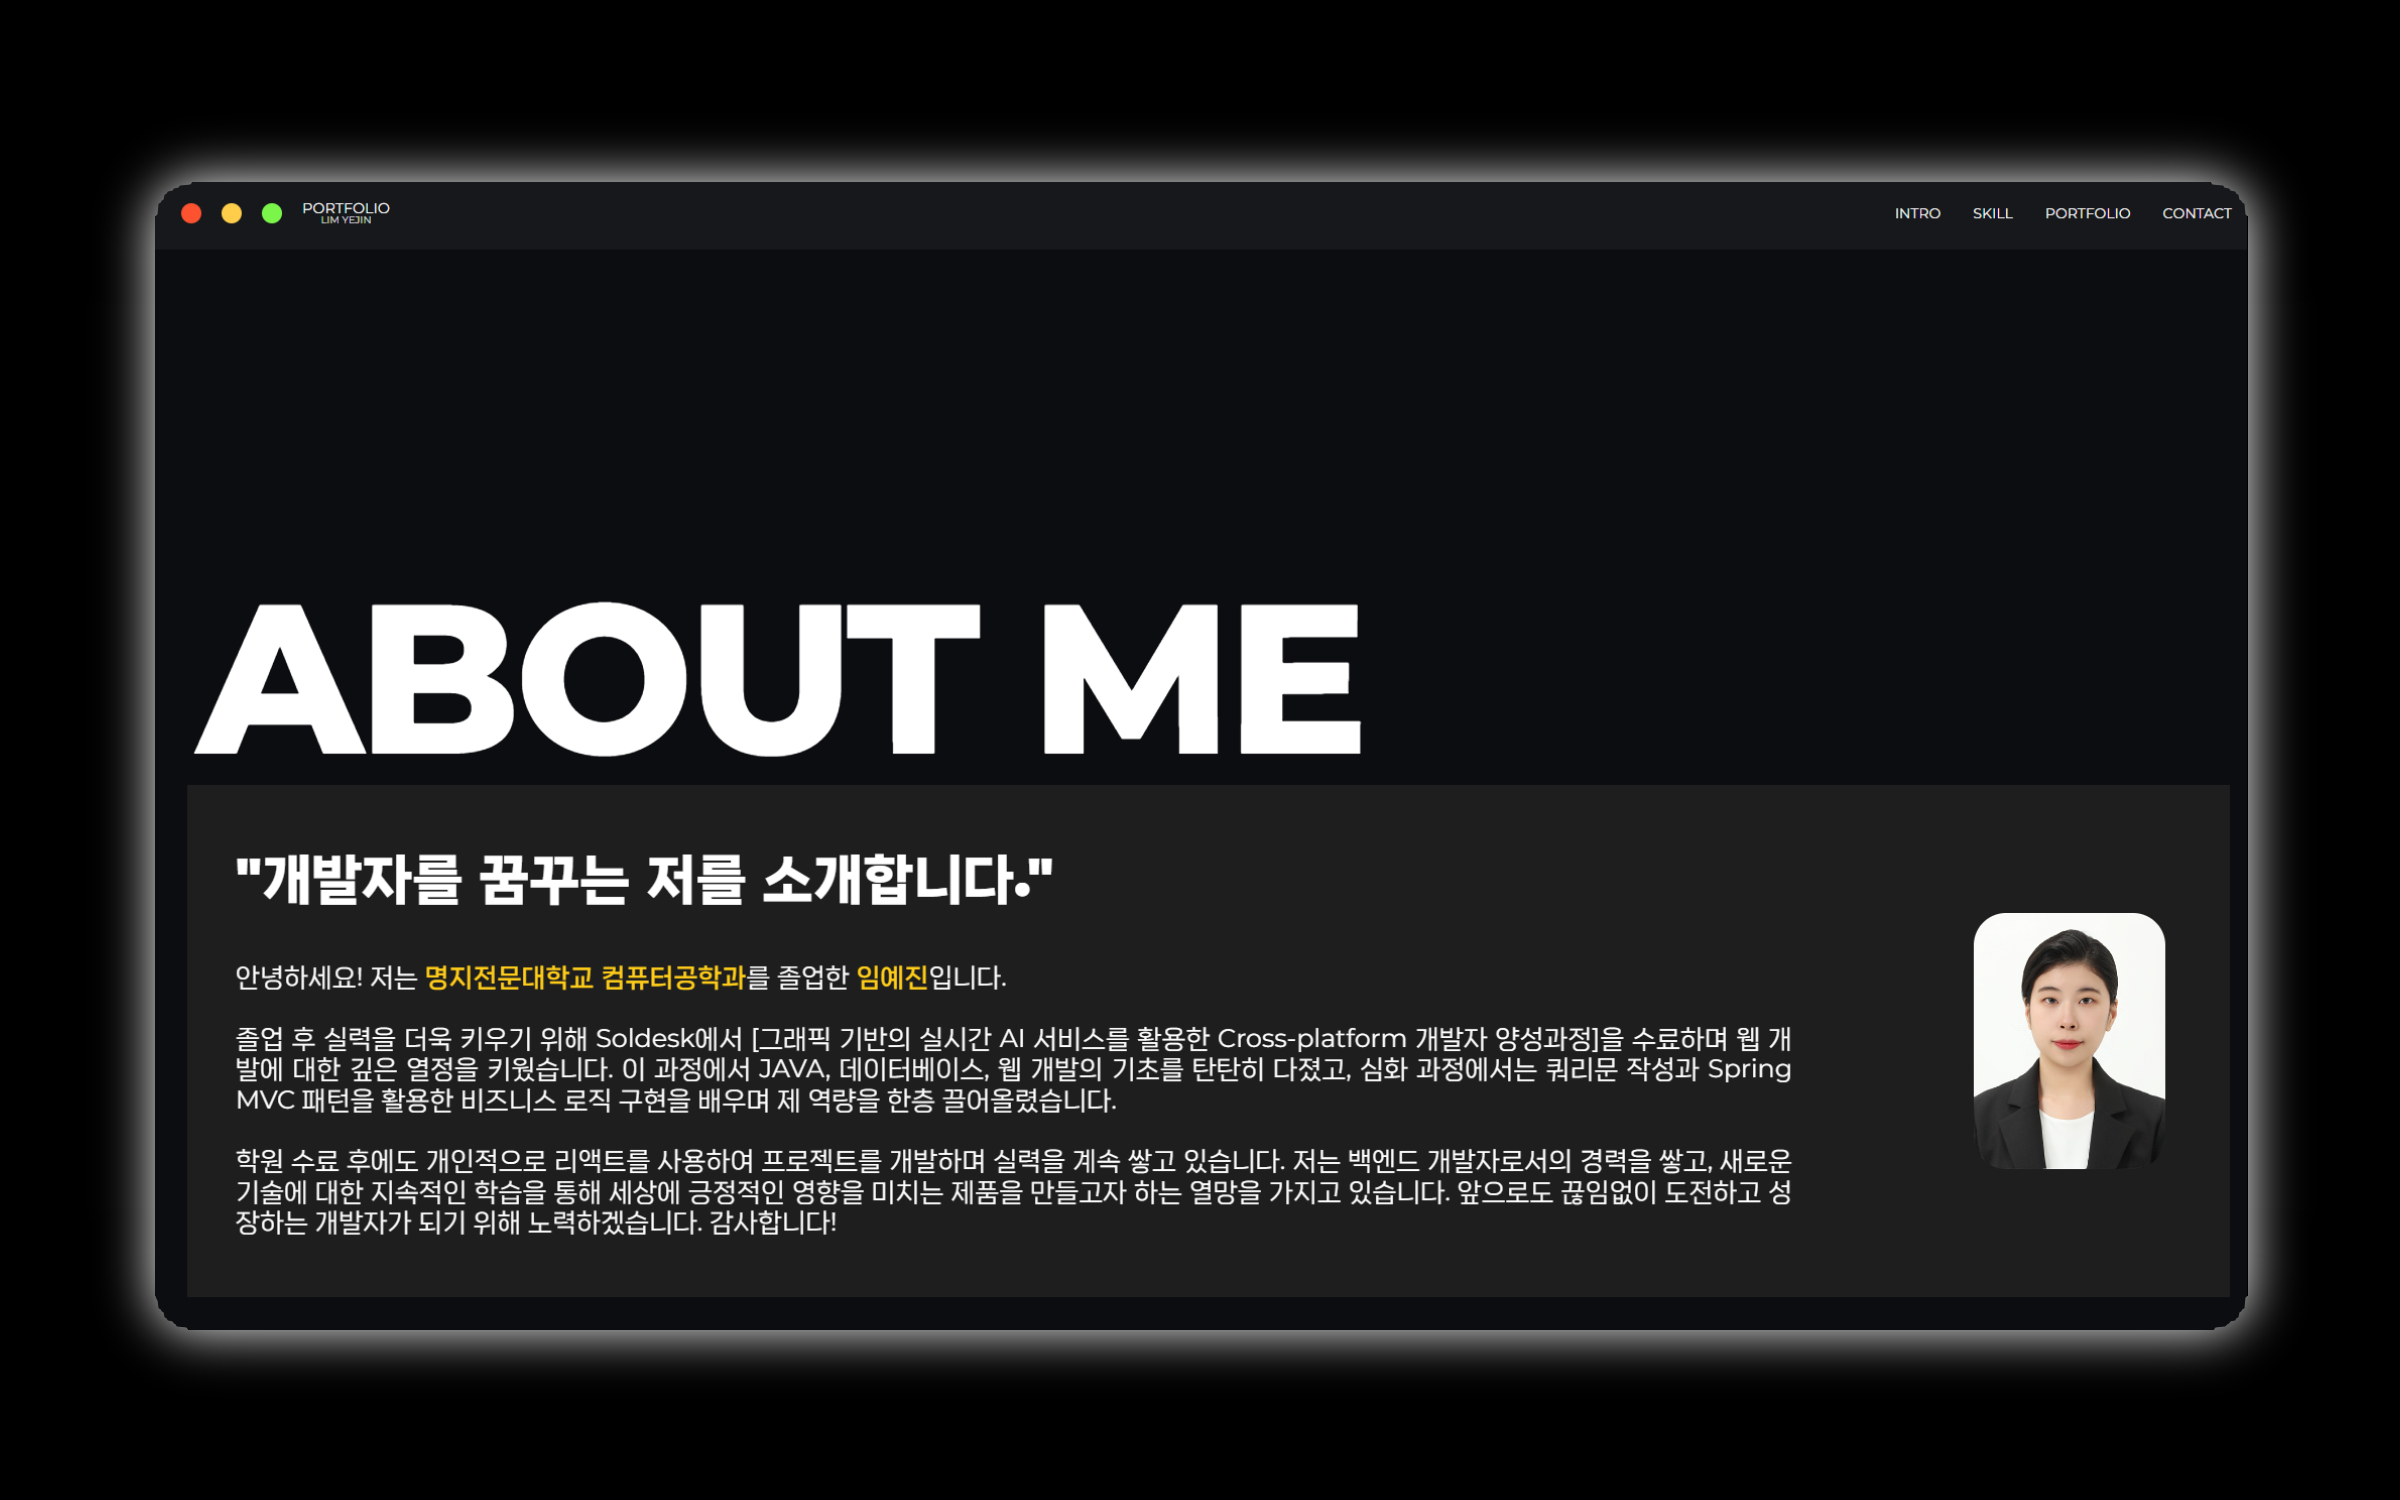 PORTFOLIO
LIM YEJIN
INTRO SKILL PORTFOLIO CONTACT
ABOUT ME
"개발자를 꿈꾸는 저를 소개합니다."
안녕하세요! 저는 명지전문대학교 컴퓨터공학과를 졸업한 임예진입니다.
졸업 후 실력을 더욱 키우기 위해 Soldesk에서 [그래픽 기반의 실시간 AI 서비스를 활용한 Cross-platform 개발자 양성과정]을 수료하며 웹 개
발에 대한 깊은 열정을 키웠습니다. 이 과정에서 JAVA, 데이터베이스, 웹 개발의 기초를 탄탄히 다졌고, 심화 과정에서는 쿼리문 작성과 Spring
MVC 패턴을 활용한 비즈니스 로직 구현을 배우며 제 역량을 한층 끌어올렸습니다.
학원 수료 후에도 개인적으로 리액트를 사용하여 프로젝트를 개발하며 실력을 계속 쌓고 있습니다. 저는 백엔드 개발자로서의 경력을 쌓고, 새로운
기술에 대한 지속적인 학습을 통해 세상에 긍정적인 영향을 미치는 제품을 만들고자 하는 열망을 가지고 있습니다. 앞으로도 끊임없이 도전하고 성
장하는 개발자가 되기 위해 노력하겠습니다. 감사합니다!